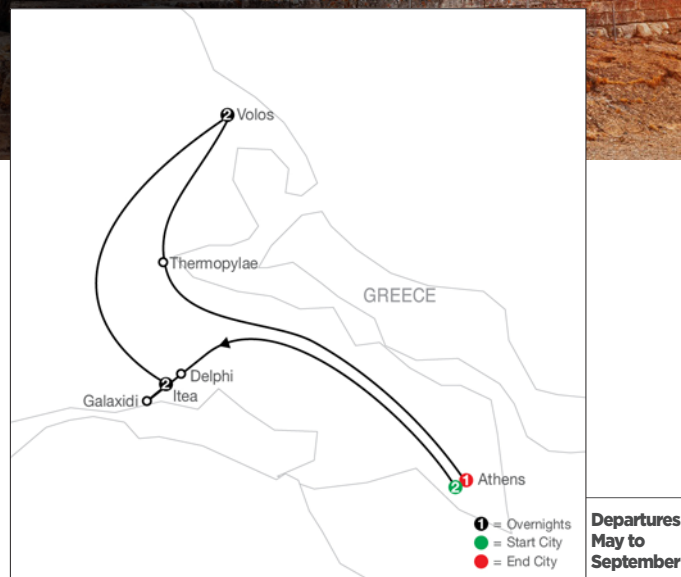 2 Volos
Thermopylae
GREECE
Delphi
2
Itea
Galaxidi
1 Athens
2
1 = Overnights
= Start City
1 = End City
Departures
May to
September